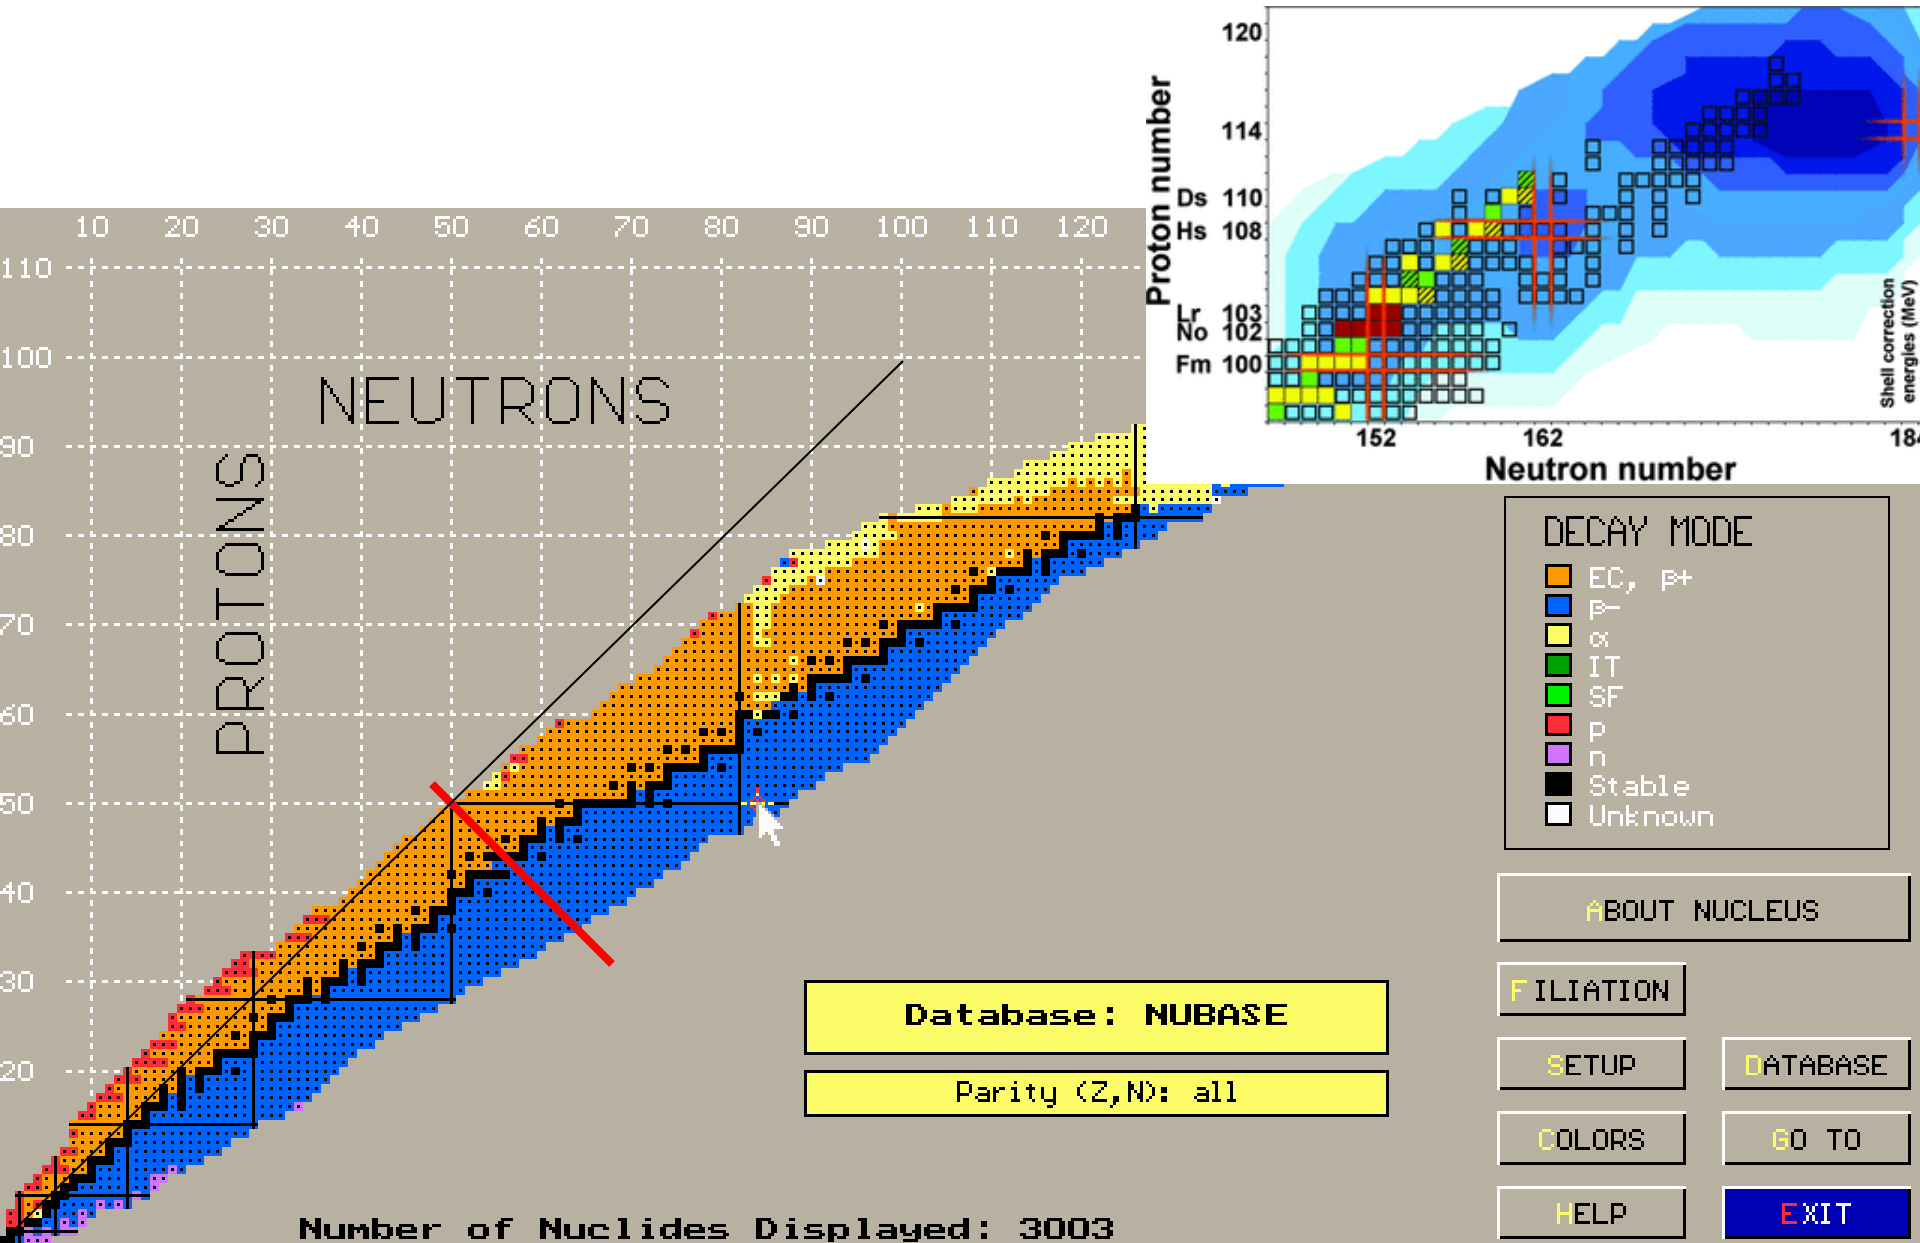 120
114
Ds 110
Hs 108
Lr 103
No 102
Fm 100
Proton number
152 162 184
Neutron number
Shell correction
energies (MeV)
10 20 30 40 50 60 70 80 90 100 110 120
110
100
90
80
70
60
50
40
30
20
NEUTRONS
PROTONS
DECAY MODE
EC, β+
β-
α
IT
SF
p
n
Stable
Unknown
ABOUT NUCLEUS
FILIATION
SETUP
DATABASE
COLORS
GO TO
HELP
EXIT
Database: NUBASE
Parity (Z,N): all
Number of Nuclides Displayed: 3003